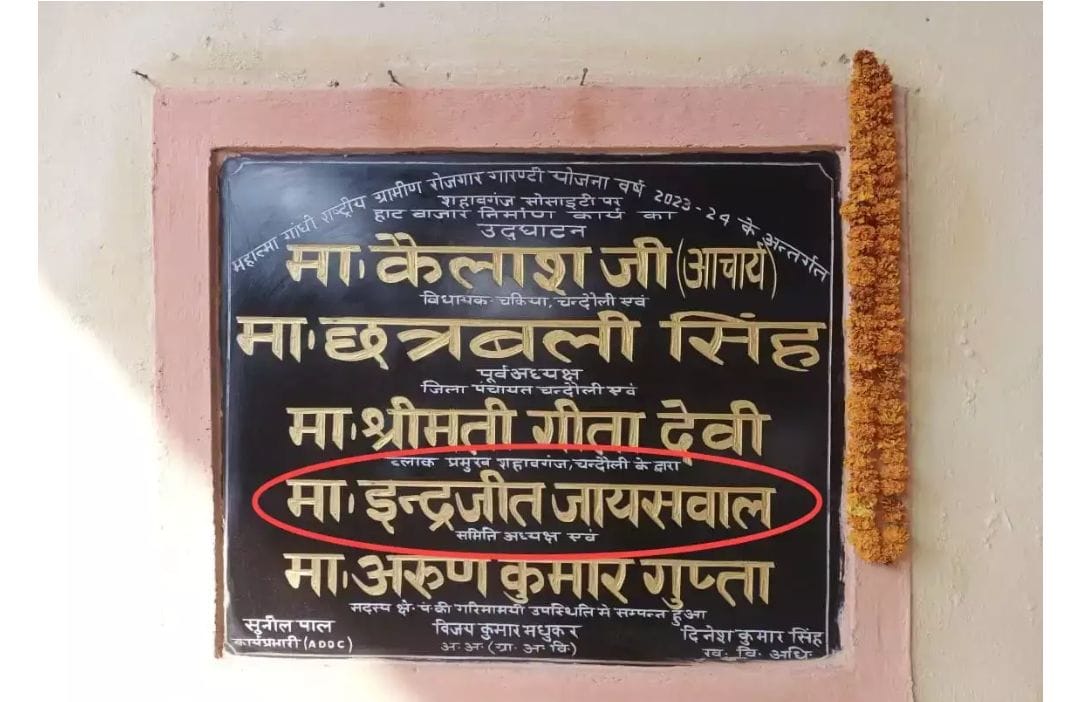 महात्मा गांधी राष्ट्रीय ग्रामीण रोजगार गारण्टी योजना वर्ष 2023-24 के अन्तर्गत
शहाबगंज सोसाइटी पर
हाट बाजार निर्माण कार्य का
उद्घाटन
मा॰ कैलाश जी (आचार्य)
विधायक चकिया, चन्दौली एवं
मा॰ छत्रबली सिंह
पूर्व अध्यक्ष
जिला पंचायत चन्दौली एवं
मा॰ श्रीमती गीता देवी
ब्लाक प्रमुख शहाबगंज, चन्दौली के द्वारा
मा॰ इन्द्रजीत जायसवाल
समिति अध्यक्ष एवं
मा॰ अरुण कुमार गुप्ता
सदस्य क्षे॰ पं॰ की गरिमामयी उपस्थिति में सम्पन्न हुआ
सुनील पाल
कार्यप्रभारी (ADOC)
विजय कुमार मधुकर
अ॰ अ॰ (ग्रा॰ अ॰ वि॰)
दिनेश कुमार सिंह
ख॰ वि॰ अधि॰